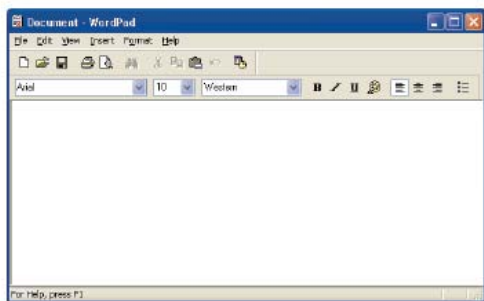 Document - WordPad
File Edit View Insert Format Help
Arial 10 Western B I U
For Help, press F1